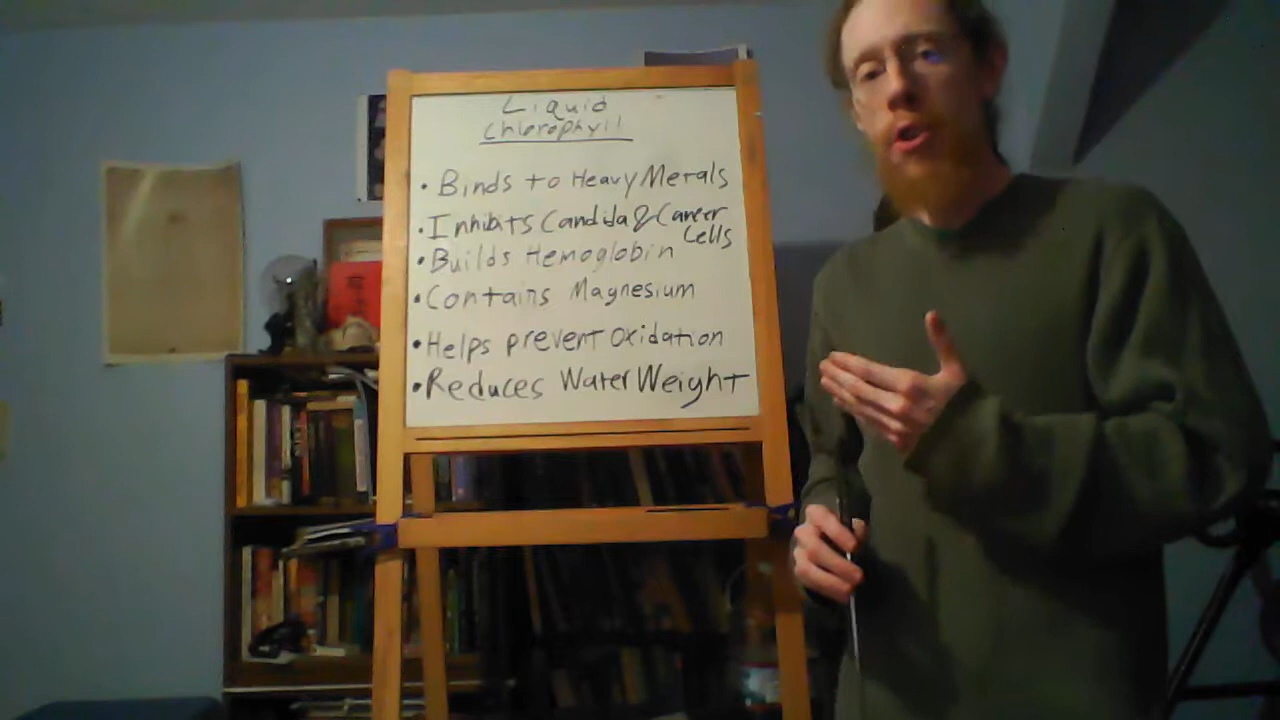 Liquid
Chlorophyll
• Binds to Heavy Metals
• Inhibits Candida & Cancer
Cells
• Builds Hemoglobin
• Contains Magnesium
• Helps prevent Oxidation
• Reduces Water Weight